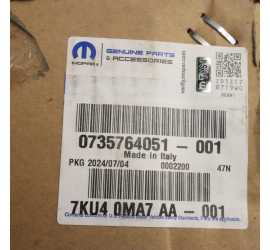 mopar
GENUINE PARTS
& ACCESSORIES
0735764051 - 001
Made in Italy
PKG 2024/07/04 0002200 47N
7KU4 0MA7 AA - 001